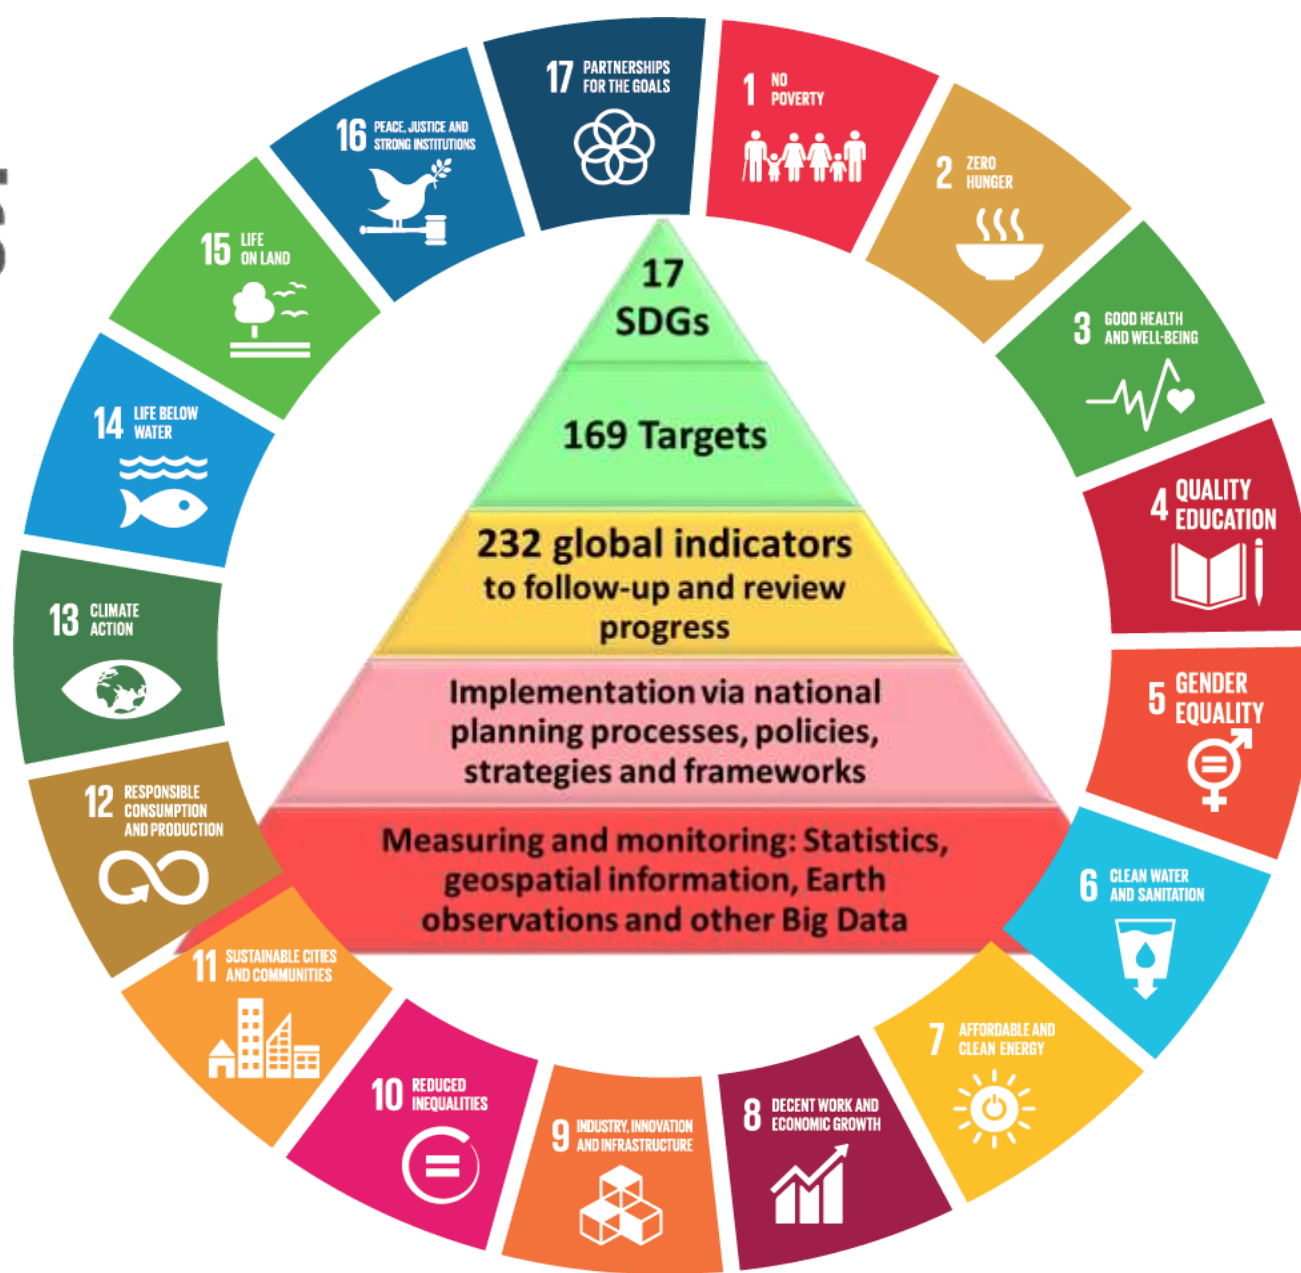 17 PARTNERSHIPS
FOR THE GOALS
1 NO
POVERTY
2 ZERO
HUNGER
3 GOOD HEALTH
AND WELL-BEING
4 QUALITY
EDUCATION
5 GENDER
EQUALITY
6 CLEAN WATER
AND SANITATION
7 AFFORDABLE AND
CLEAN ENERGY
8 DECENT WORK AND
ECONOMIC GROWTH
9 INDUSTRY, INNOVATION
AND INFRASTRUCTURE
10 REDUCED
INEQUALITIES
11 SUSTAINABLE CITIES
AND COMMUNITIES
12 RESPONSIBLE
CONSUMPTION
AND PRODUCTION
13 CLIMATE
ACTION
14 LIFE BELOW
WATER
15 LIFE
ON LAND
16 PEACE, JUSTICE AND
STRONG INSTITUTIONS
17
SDGs
169 Targets
232 global indicators
to follow-up and review
progress
Implementation via national
planning processes, policies,
strategies and frameworks
Measuring and monitoring: Statistics,
geospatial information, Earth
observations and other Big Data